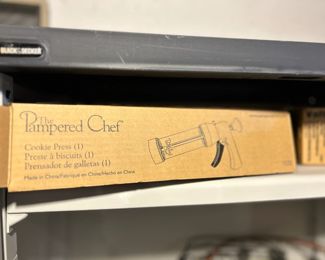 BLACK & DECKER
The
Pampered Chef
Cookie Press (1)
Presse à biscuits (1)
Prensador de galletas (1)
Made in China/Fabriqué en Chine/Hecho en China